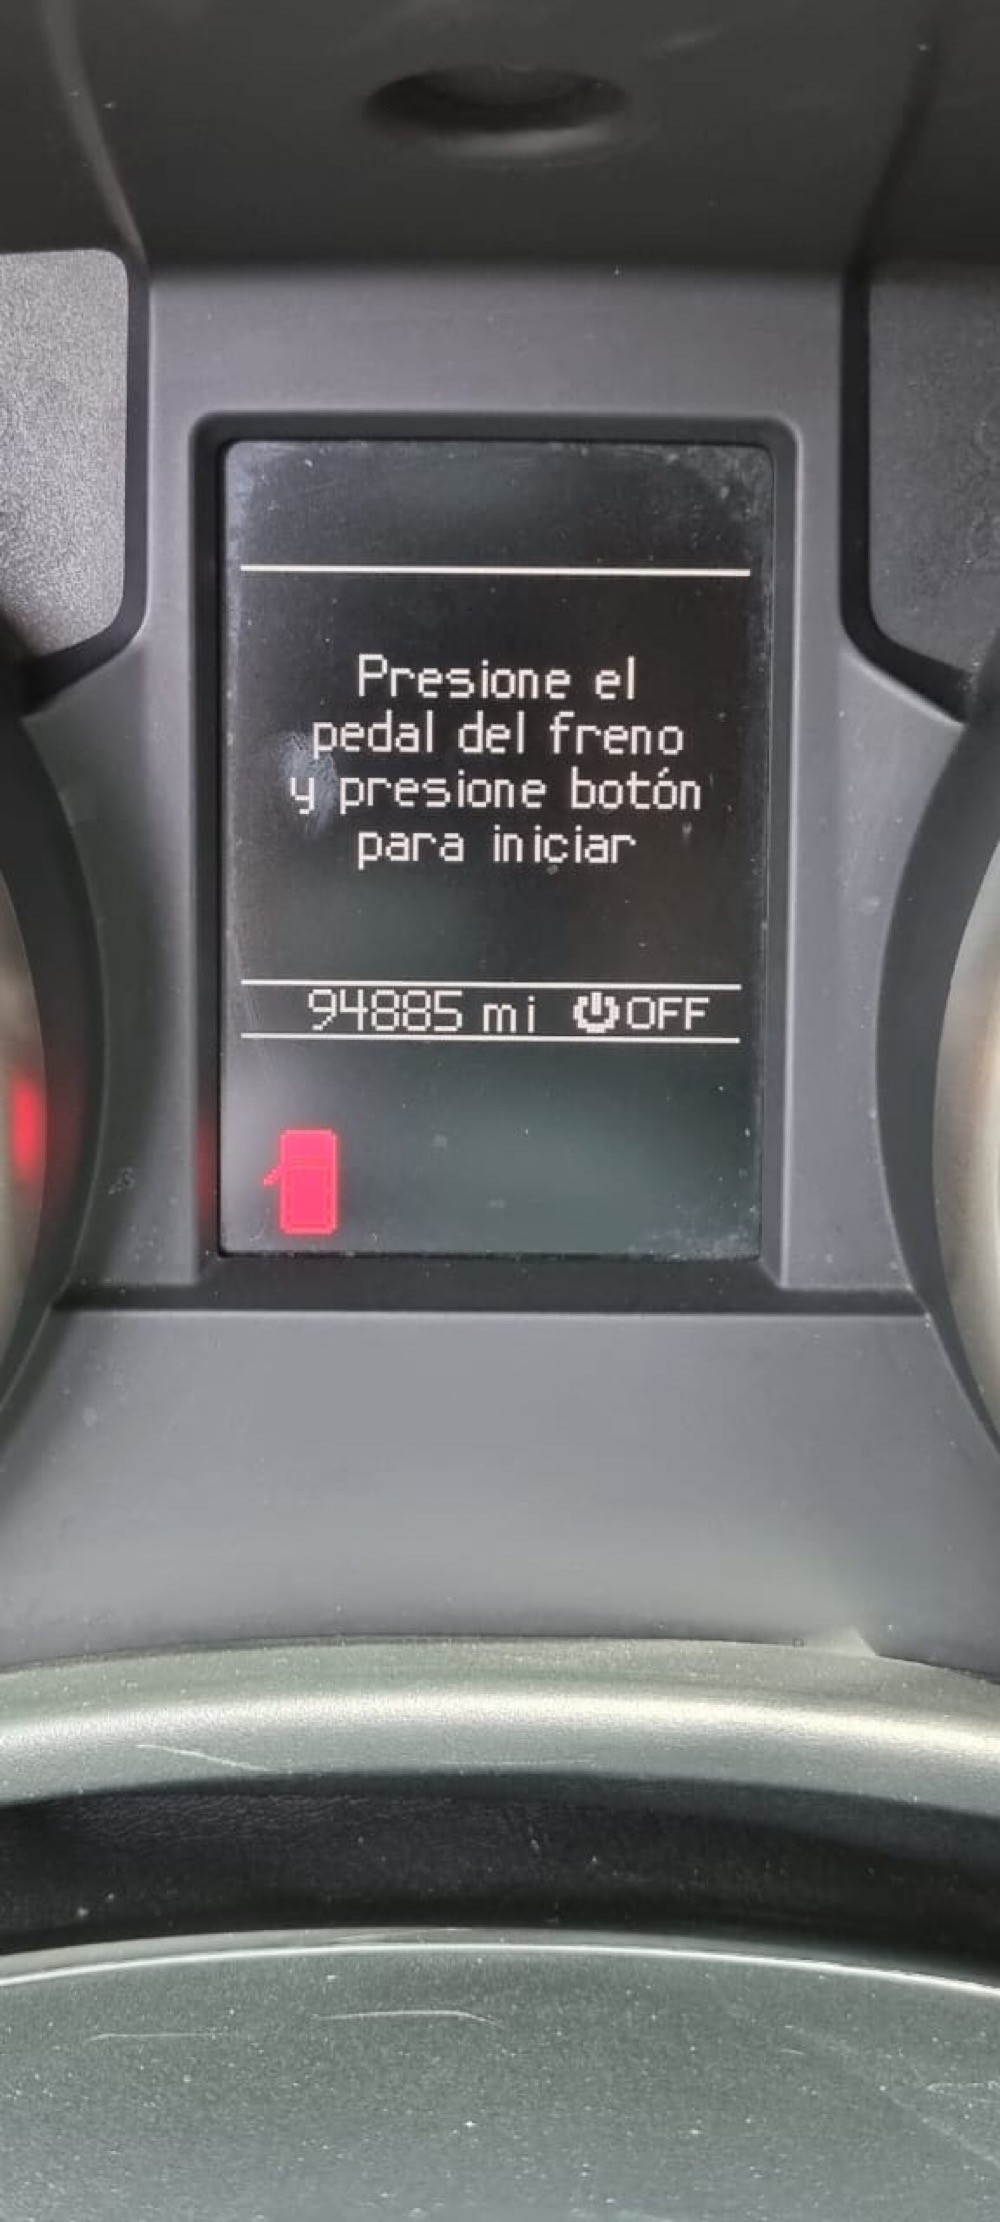 Presione el
pedal del freno
y presione botón
para iniciar
94885 mi OFF